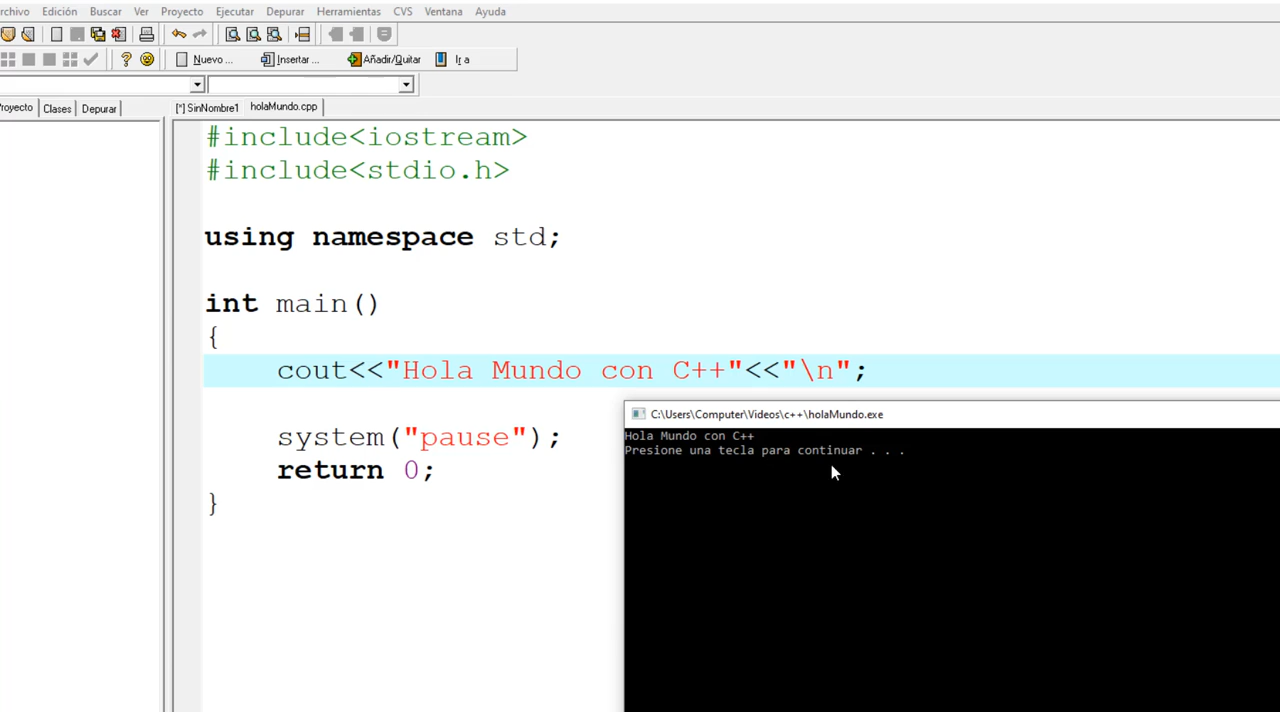 rchivo Edición Buscar Ver Proyecto Ejecutar Depurar Herramientas CVS Ventana Ayuda
Nuevo ... Insertar ... Añadir/Quitar Ir a
royecto Clases Depurar [*] SinNombre1 holaMundo.cpp
#include<iostream>
#include<stdio.h>
using namespace std;
int main()
{
cout<<"Hola Mundo con C++"<<"\n";
system("pause");
return 0;
}
C:\Users\Computer\Videos\c++\holaMundo.exe
Hola Mundo con C++
Presione una tecla para continuar . . .